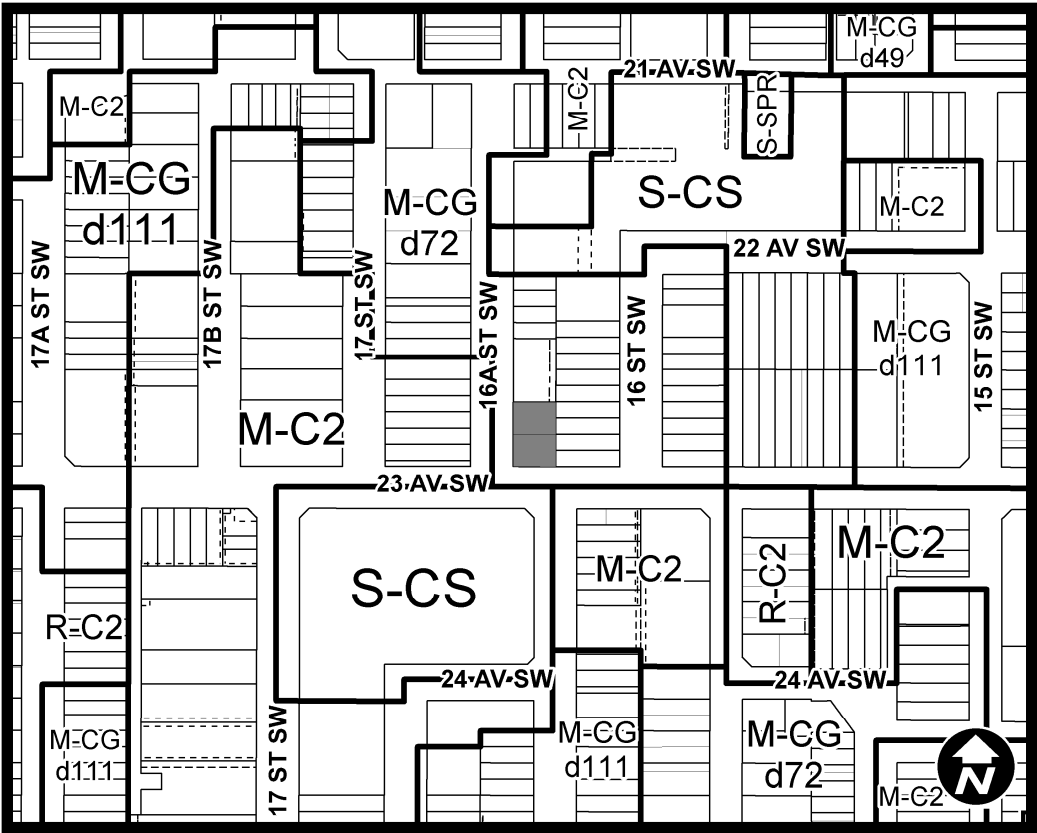 M-CG
d49
21 AV SW
M-C2
M-C2
S-SPR
M-CG
d111
M-CG
d72
S-CS
M-C2
22 AV SW
17A ST SW
17B ST SW
17 ST SW
16A ST SW
16 ST SW
M-CG
d111
15 ST SW
M-C2
23 AV SW
S-CS
M-C2
R-C2
M-C2
R-C2
24 AV SW
24 AV SW
M-CG
d111
17 ST SW
M-CG
d111
M-CG
d72
M-C2
N